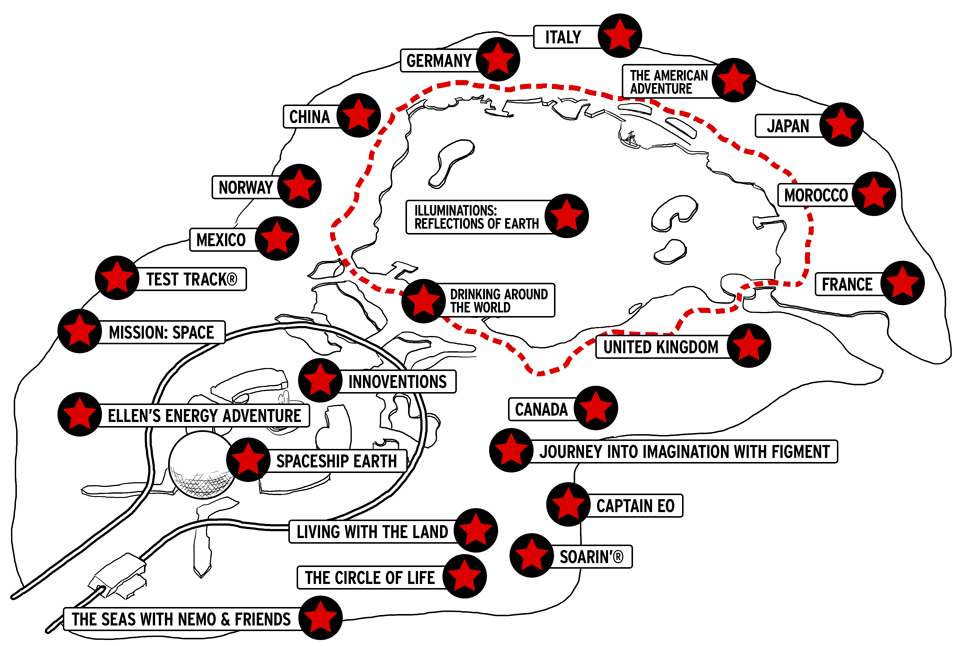 ITALY
GERMANY
THE AMERICAN
ADVENTURE
CHINA
JAPAN
NORWAY
MOROCCO
ILLUMINATIONS:
REFLECTIONS OF EARTH
MEXICO
TEST TRACK®
FRANCE
DRINKING AROUND
THE WORLD
MISSION: SPACE
UNITED KINGDOM
INNOVENTIONS
CANADA
ELLEN'S ENERGY ADVENTURE
JOURNEY INTO IMAGINATION WITH FIGMENT
SPACESHIP EARTH
CAPTAIN EO
LIVING WITH THE LAND
SOARIN'®
THE CIRCLE OF LIFE
THE SEAS WITH NEMO & FRIENDS